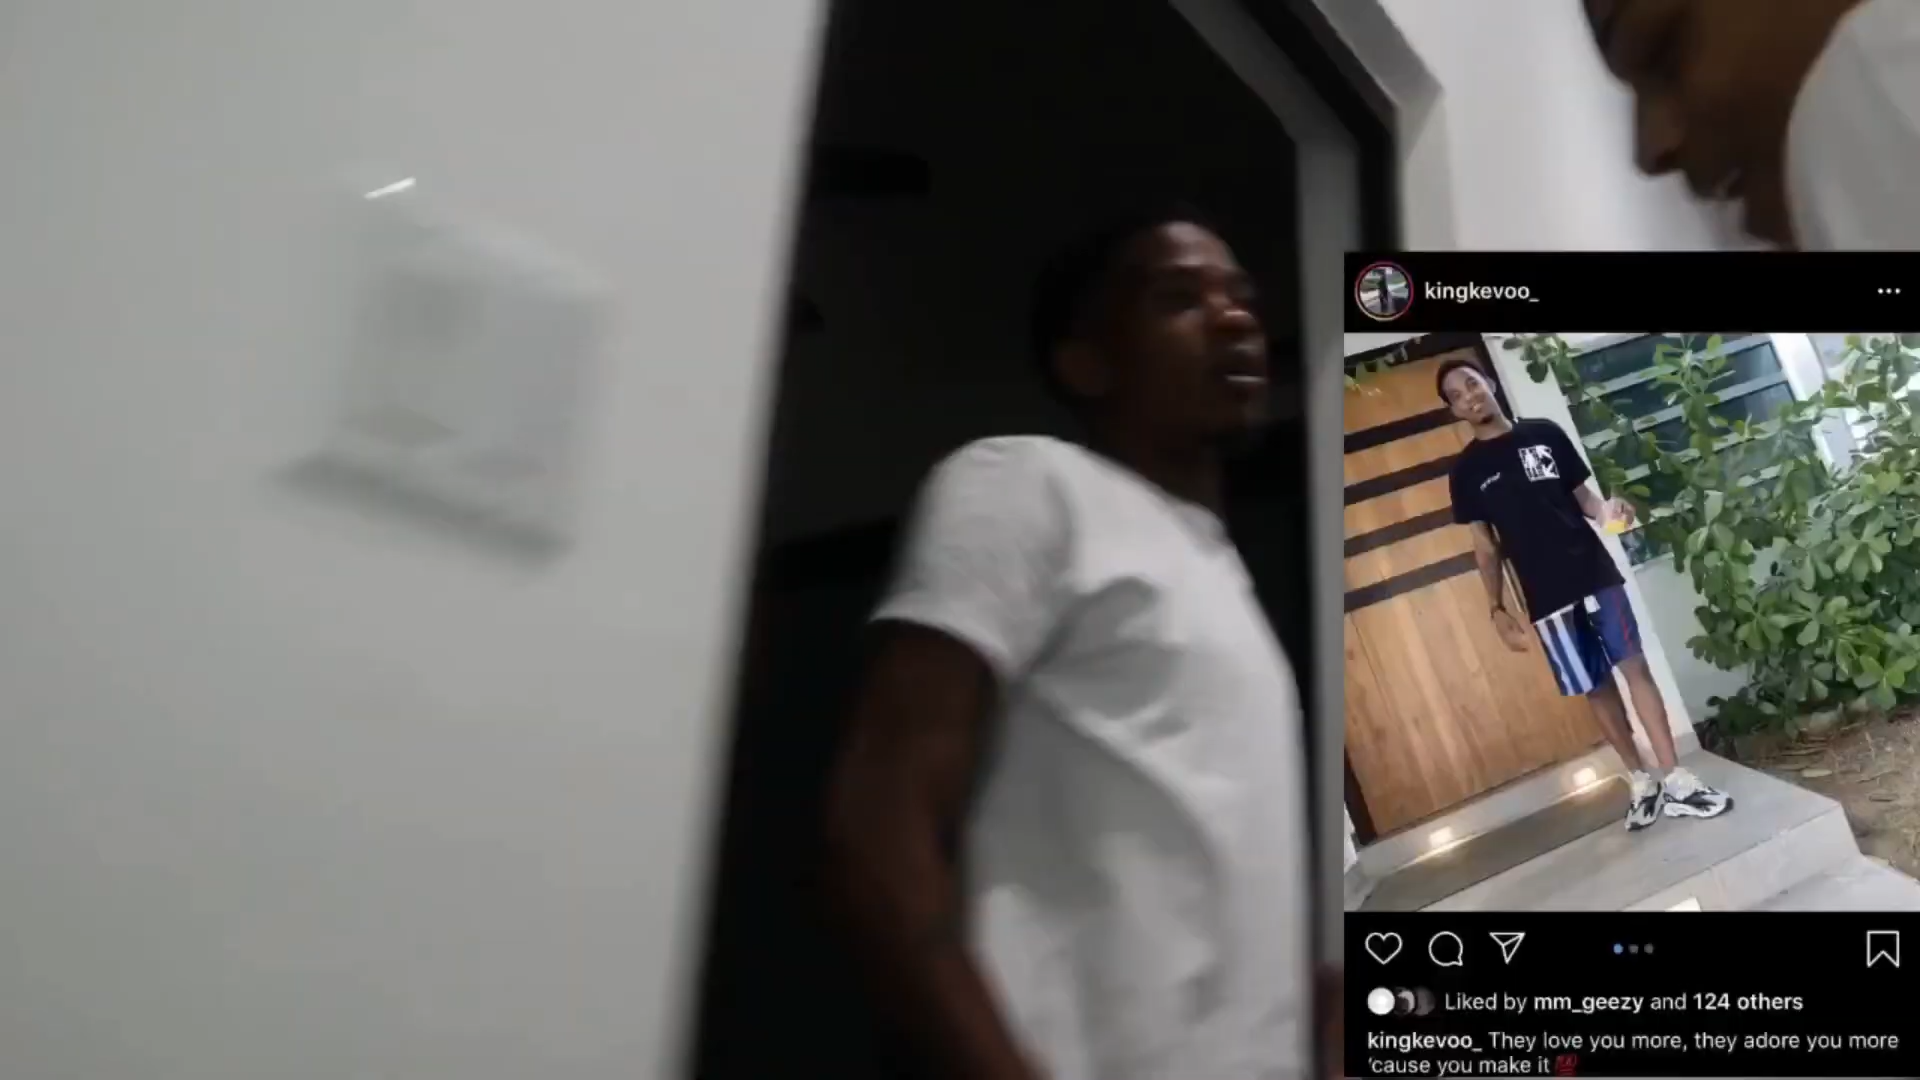 kingkevoo_
Liked by mm_geezy and 124 others
kingkevoo_ They love you more, they adore you more
‘cause you make it 💯